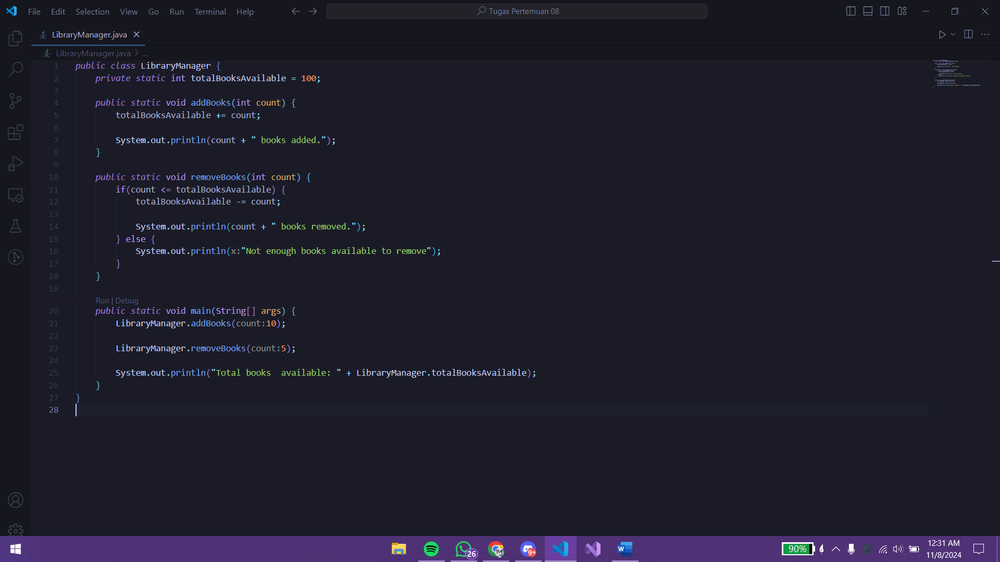 File Edit Selection View Go Run Terminal Help
Tugas Pertemuan 08
LibraryManager.java
LibraryManager.java > ...
1 public class LibraryManager {
2     private static int totalBooksAvailable = 100;
3
4     public static void addBooks(int count) {
5         totalBooksAvailable += count;
6
7         System.out.println(count + " books added.");
8     }
9
10     public static void removeBooks(int count) {
11         if(count <= totalBooksAvailable) {
12             totalBooksAvailable -= count;
13
14             System.out.println(count + " books removed.");
15         } else {
16             System.out.println(x:"Not enough books available to remove");
17         }
18     }
19
Run | Debug
20     public static void main(String[] args) {
21         LibraryManager.addBooks(count:10);
22
23         LibraryManager.removeBooks(count:5);
24
25         System.out.println("Total books  available: " + LibraryManager.totalBooksAvailable);
26     }
27 }
28
26
9+
W
90%
12:31 AM
11/8/2024